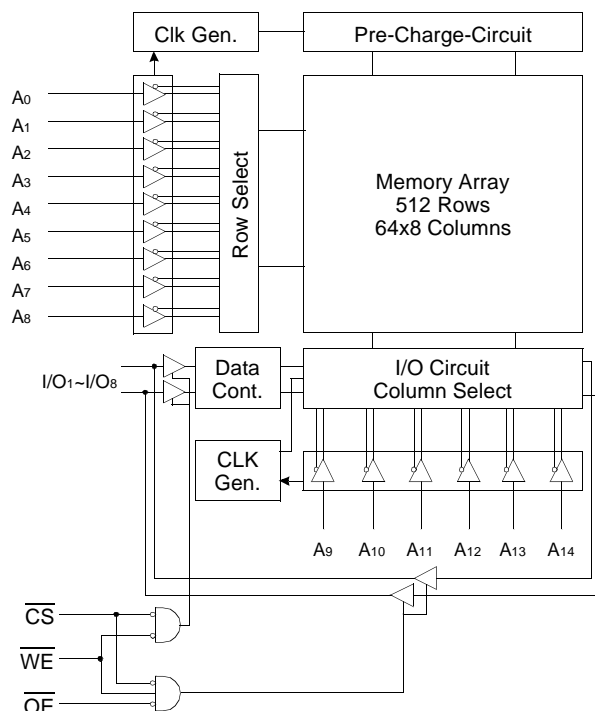 Clk Gen.
Pre-Charge-Circuit
A0
A1
A2
A3
A4
A5
A6
A7
A8
Row Select
Memory Array
512 Rows
64x8 Columns
I/O1~I/O8
Data
Cont.
I/O Circuit
Column Select
CLK
Gen.
A9 A10 A11 A12 A13 A14
CS
WE
OE